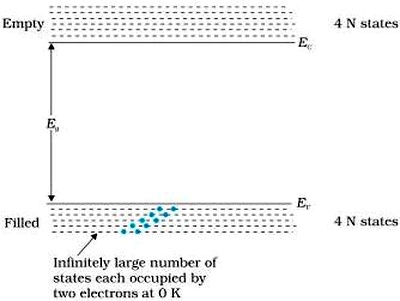 Empty
4 N states
E_c
E_g
E_v
Filled
4 N states
Infinitely large number of
states each occupied by
two electrons at 0 K